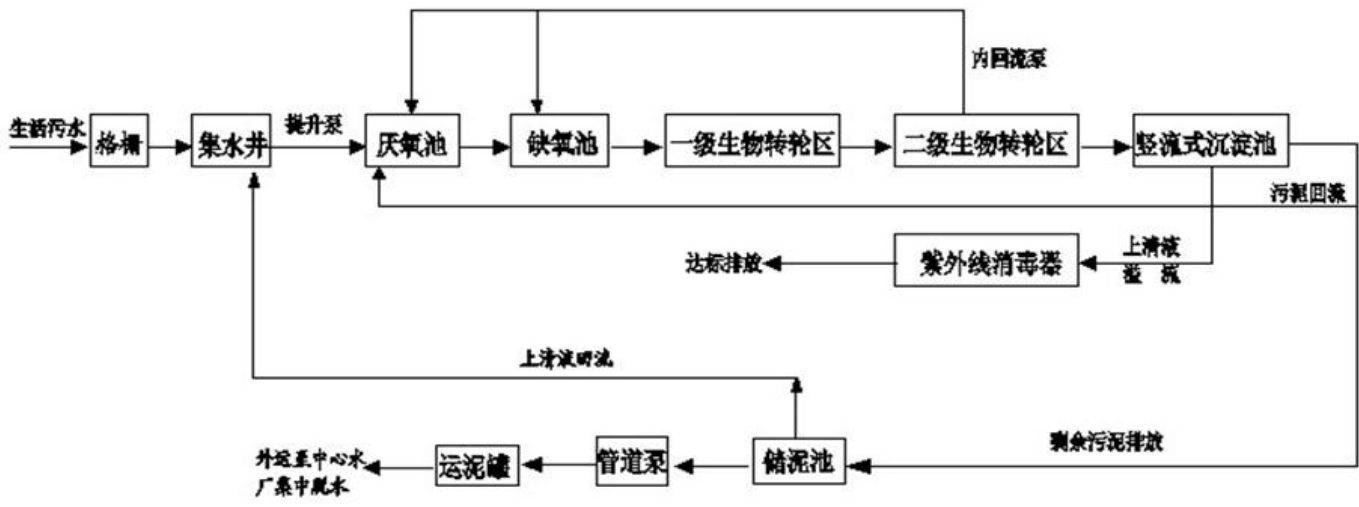 内回流泵
生活污水
格栅
集水井
提升泵
厌氧池
缺氧池
一级生物转轮区
二级生物转轮区
竖流式沉淀池
污泥回流
达标排放
紫外线消毒器
上清液
溢 流
上清液回流
剩余污泥排放
外运至中心水
厂集中脱水
运泥罐
管道泵
储泥池